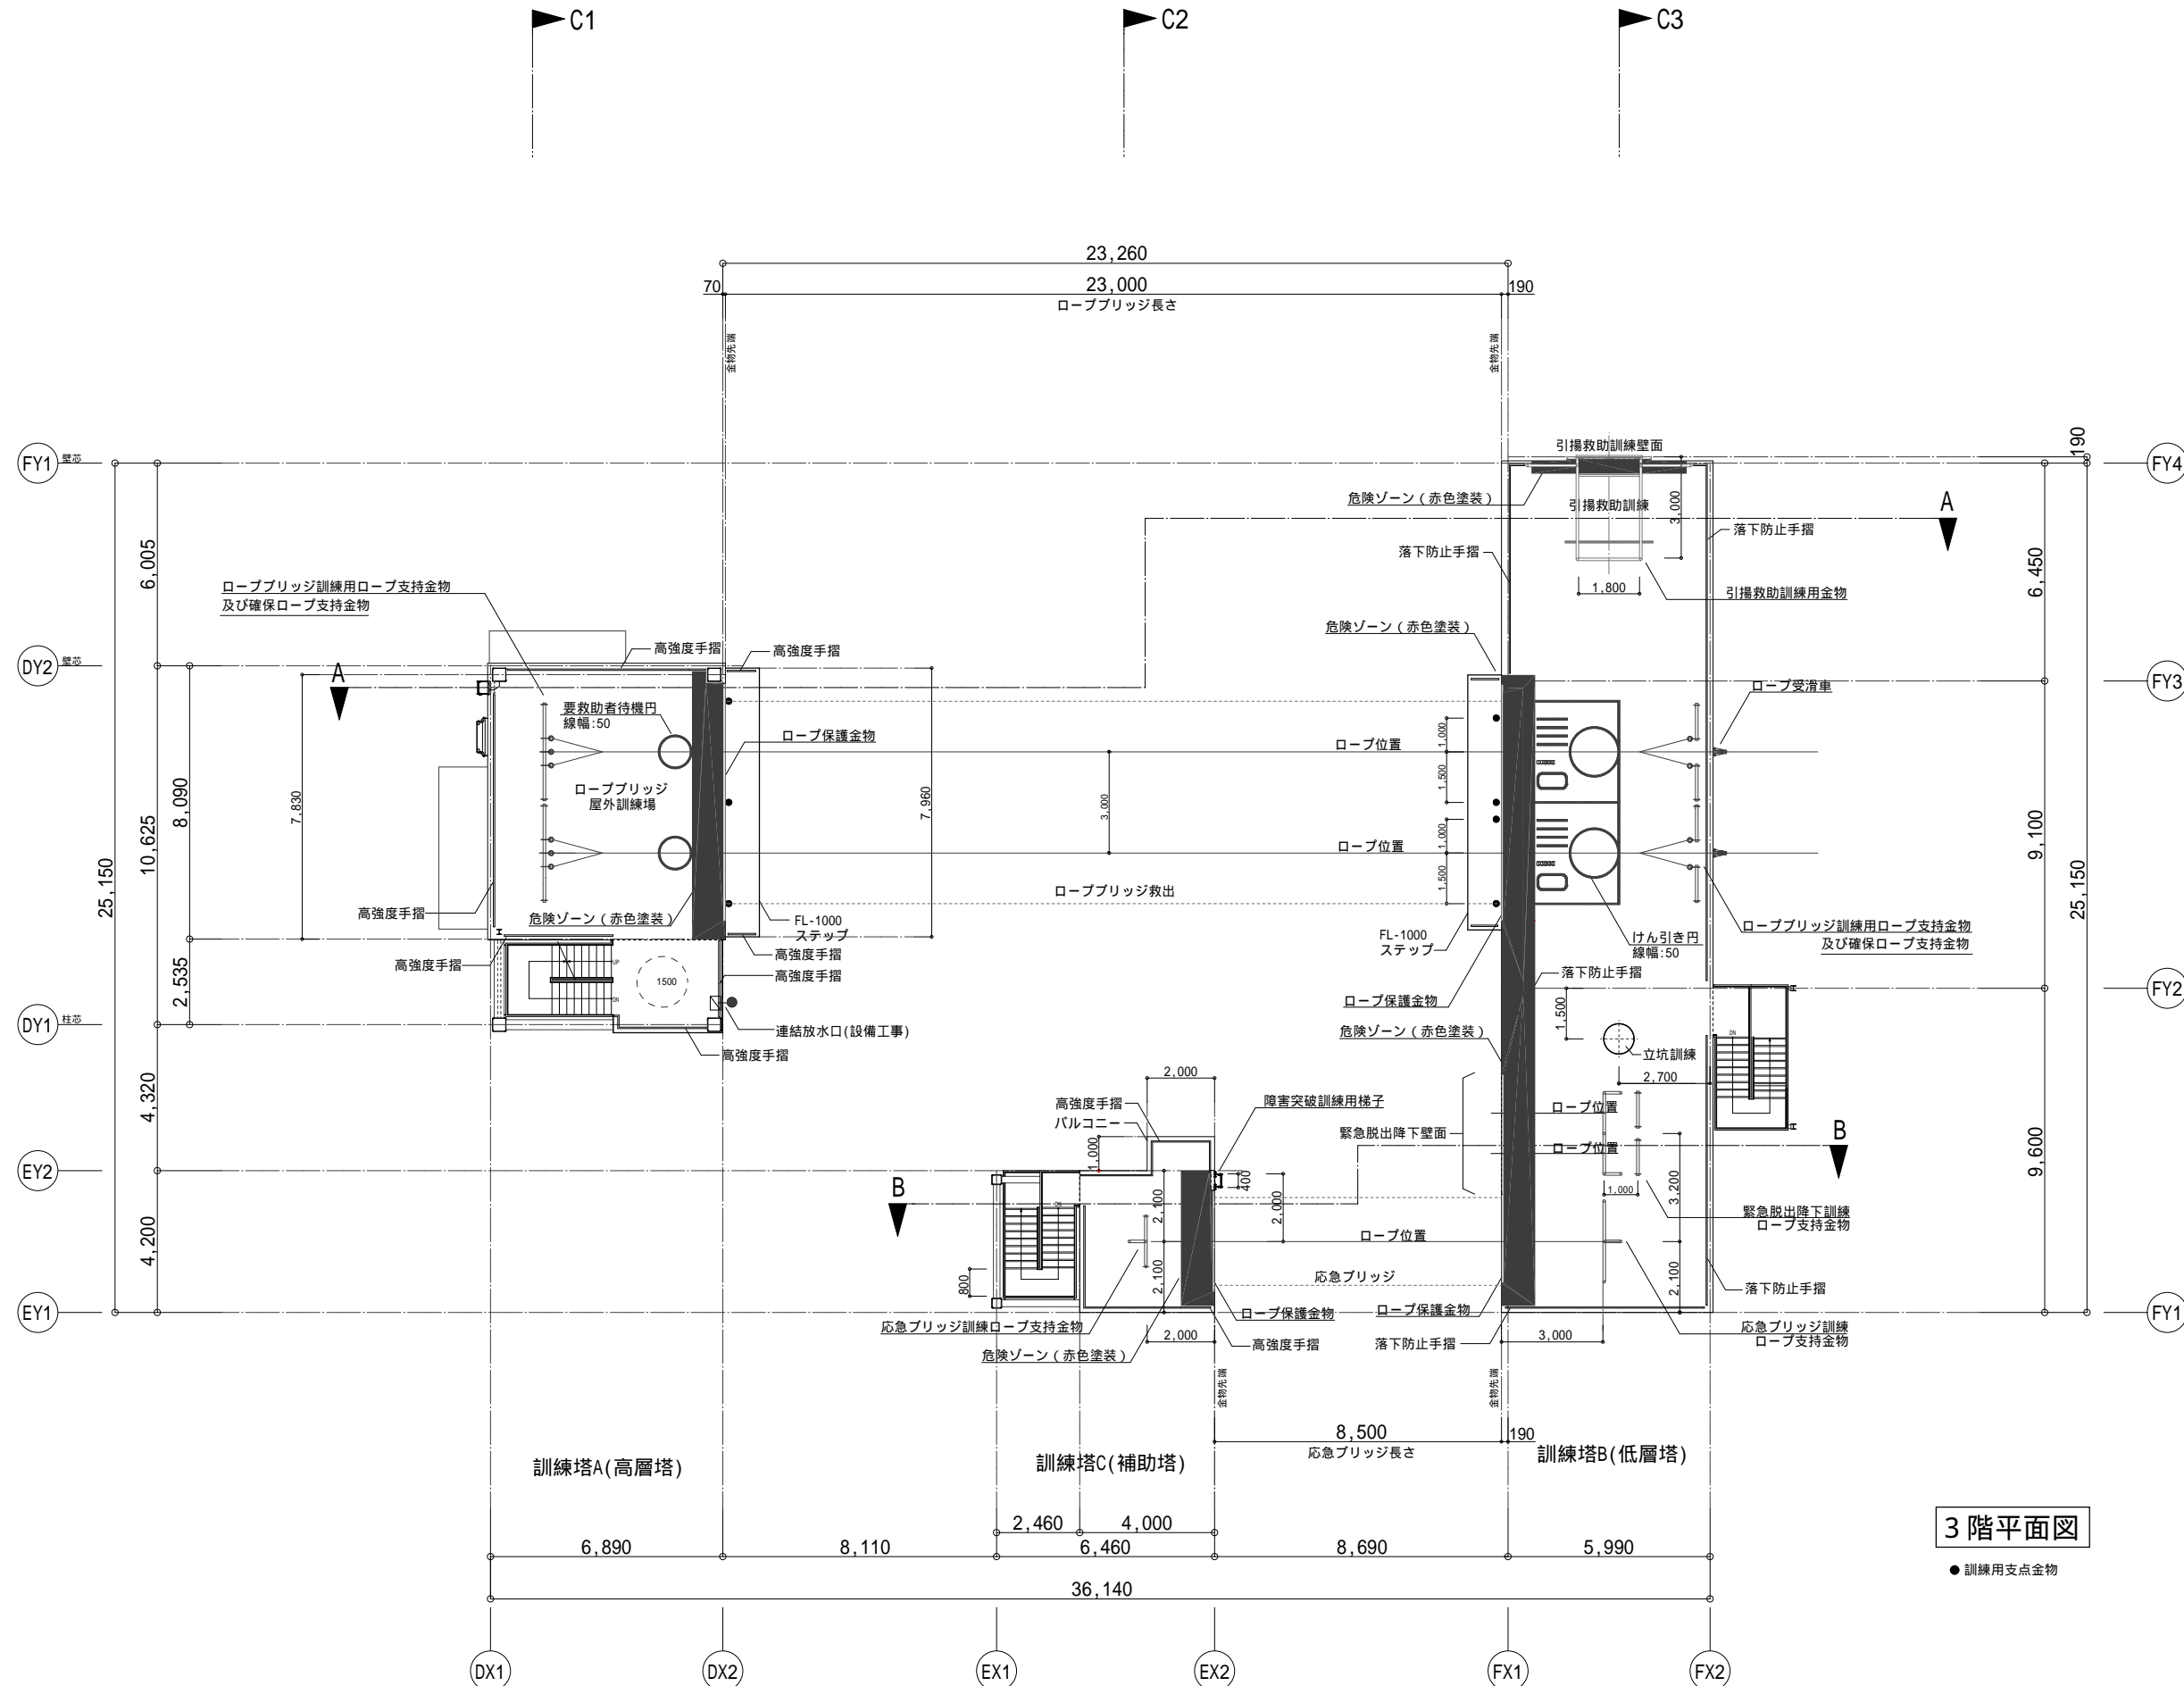 C1
C2
C3
23,260
70
23,000
190
ロープブリッジ長さ
金物先端
金物先端
FY1
壁芯
FY4
190
引揚救助訓練壁面
危険ゾーン（赤色塗装）
引揚救助訓練
3,000
A
落下防止手摺
落下防止手摺
6,005
6,450
ロープブリッジ訓練用ロープ支持金物
及び確保ロープ支持金物
1,800
引揚救助訓練用金物
危険ゾーン（赤色塗装）
高強度手摺
高強度手摺
DY2
壁芯
A
FY3
ロープ受滑車
要救助者待機円
線幅:50
ロープ保護金物
ロープ位置
1,000
1,500
ロープブリッジ
屋外訓練場
7,830
8,090
10,625
7,960
3,000
9,100
25,150
25,150
ロープ位置
1,000
1,500
ロープブリッジ救出
高強度手摺
危険ゾーン（赤色塗装）
FL-1000
ステップ
FL-1000
ステップ
けん引き円
線幅:50
ロープブリッジ訓練用ロープ支持金物
及び確保ロープ支持金物
高強度手摺
高強度手摺
高強度手摺
UP
DN
1500
2,535
落下防止手摺
ロープ保護金物
FY2
DY1
柱芯
連結放水口(設備工事)
高強度手摺
危険ゾーン（赤色塗装）
1,500
立坑訓練
DN
2,700
4,320
2,000
高強度手摺
バルコニー
障害突破訓練用梯子
緊急脱出降下壁面
ロープ位置
ロープ位置
B
EY2
1,000
400
DN
B
2,100
2,000
1,000
3,200
9,600
緊急脱出降下訓練
ロープ支持金物
4,200
ロープ位置
800
2,100
応急ブリッジ
2,100
落下防止手摺
EY1
FY1
ロープ保護金物
ロープ保護金物
応急ブリッジ訓練ロープ支持金物
2,000
高強度手摺
落下防止手摺
3,000
応急ブリッジ訓練
ロープ支持金物
危険ゾーン（赤色塗装）
金物先端
金物先端
8,500
190
応急ブリッジ長さ
訓練塔A(高層塔)
訓練塔C(補助塔)
訓練塔B(低層塔)
2,460
4,000
6,890
8,110
6,460
8,690
5,990
36,140
3階平面図
● 訓練用支点金物
DX1
DX2
EX1
EX2
FX1
FX2